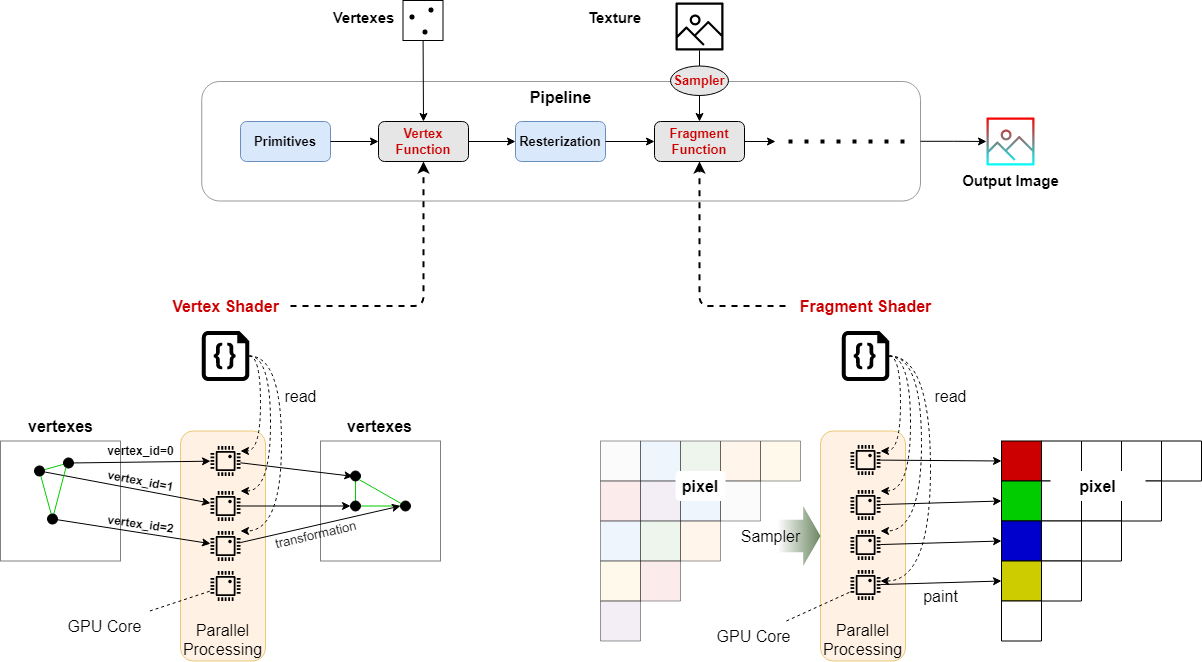 Vertexes
Texture
Sampler
Pipeline
Primitives
Vertex
Function
Resterization
Fragment
Function
Output Image
Vertex Shader
Fragment Shader
{}
{}
read
read
vertexes
vertexes
vertex_id=0
vertex_id=1
vertex_id=2
transformation
GPU Core
Parallel
Processing
pixel
Sampler
pixel
paint
GPU Core
Parallel
Processing